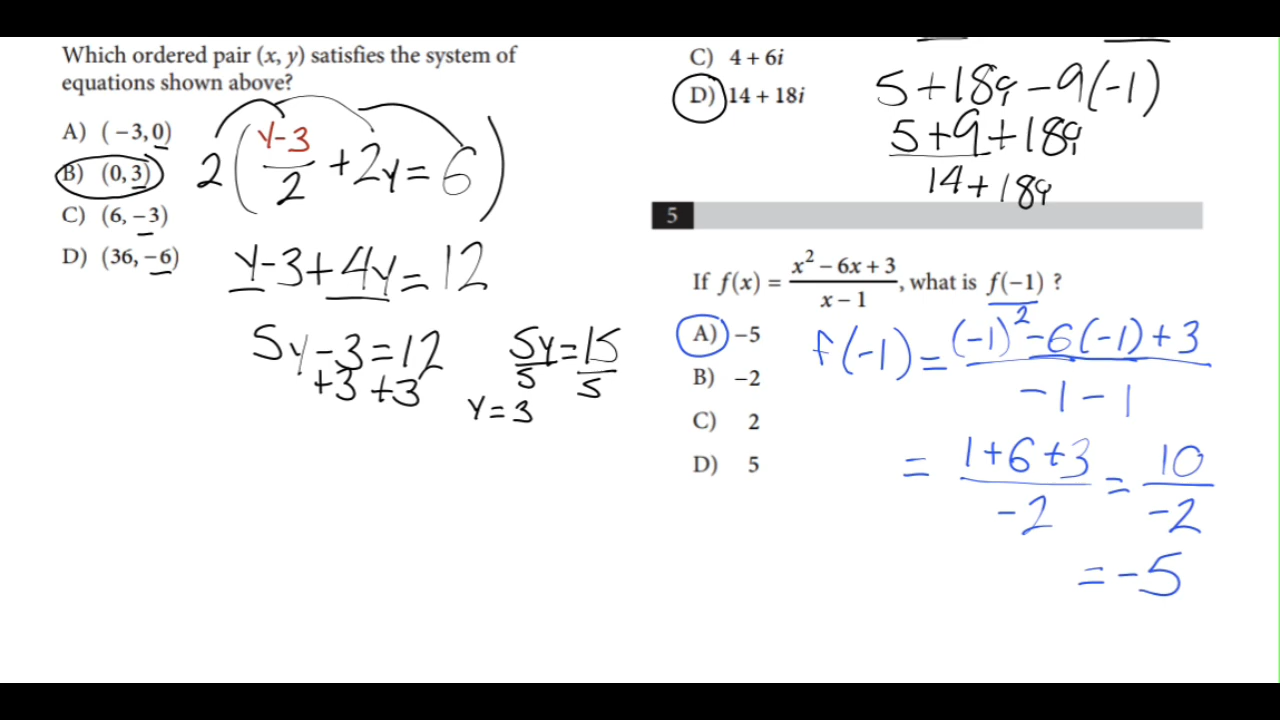 Which ordered pair (x, y) satisfies the system of
equations shown above?
A) (−3, 0)
B) (0, 3)
C) (6, −3)
D) (36, −6)
2(y-3/2 + 2y = 6)
y-3+4y=12
5y-3=12
+3 +3
5y/5=15/5
y=3
C) 4 + 6i
D) 14 + 18i
5+18i-9(-1)
5+9+18i
14+18i
5
If f(x) = x² − 6x + 3 / x − 1, what is f(−1) ?
A) −5
B) −2
C) 2
D) 5
f(-1) = (-1)²-6(-1)+3 / -1-1
= 1+6+3 / -2 = 10 / -2
= -5